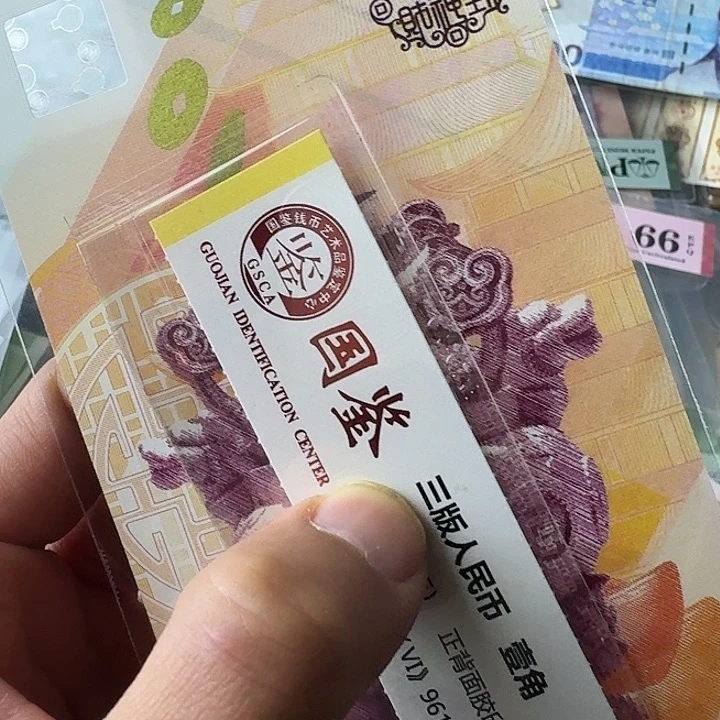 国鉴钱币艺术品鉴定中心
鉴
GSCA
国鉴
GUOJIAN IDENTIFICATION CENTER
三版人民币 壹角
正背面胶
(VI) 961
66